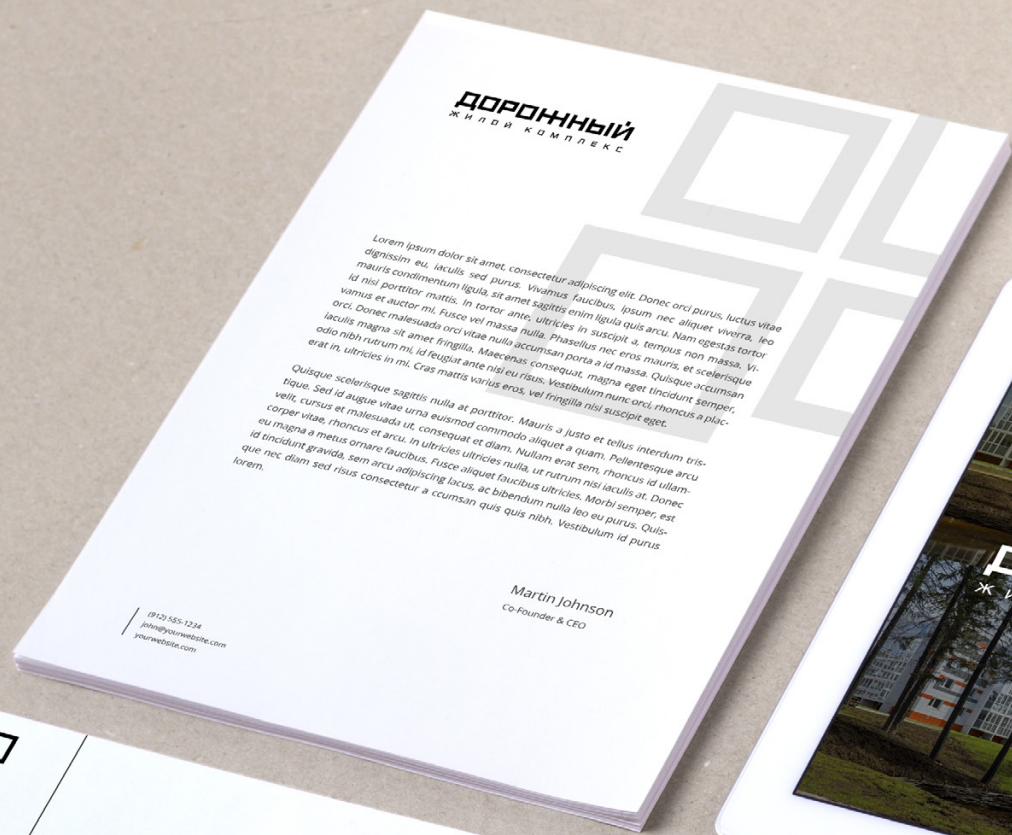 ДОРОЖНЫЙ
ЖИЛОЙ КОМПЛЕКС
Lorem ipsum dolor sit amet, consectetur adipiscing elit. Donec orci purus, luctus vitae
dignissim eu, iaculis sed purus. Vivamus faucibus, ipsum nec aliquet viverra, leo
mauris condimentum ligula, sit amet sagittis enim ligula quis arcu. Nam egestas tortor
id nisi porttitor mattis. In tortor ante, ultricies in suscipit a, tempus non massa. Vi-
vamus et auctor mi. Fusce vel massa nulla. Phasellus nec eros mauris, et scelerisque
orci. Donec malesuada orci vitae nulla accumsan porta a id massa. Quisque accumsan
iaculis magna sit amet fringilla. Maecenas consequat, magna eget tincidunt semper,
odio nibh rutrum mi, id feugiat ante nisi eu risus. Vestibulum nunc orci, rhoncus a plac-
erat in, ultricies in mi. Cras mattis varius eros, vel fringilla nisi suscipit eget.
Quisque scelerisque sagittis nulla at porttitor. Mauris a justo et tellus interdum tris-
tique. Sed id augue vitae urna euismod commodo aliquet a quam. Pellentesque arcu
velit, cursus et malesuada ut, consequat et diam. Nullam erat sem, rhoncus id ullam-
corper vitae, rhoncus et arcu. In ultricies ultricies nulla, ut rutrum nisi iaculis at. Donec
eu magna a metus ornare faucibus. Fusce aliquet faucibus ultricies. Morbi semper, est
id tincidunt gravida, sem arcu adipiscing lacus, ac bibendum nulla leo eu purus. Quis-
que nec diam sed risus consectetur a ccumsan quis quis nibh. Vestibulum id purus
lorem.
Martin Johnson
Co-Founder & CEO
(912) 555-1234
john@yourwebsite.com
yourwebsite.com